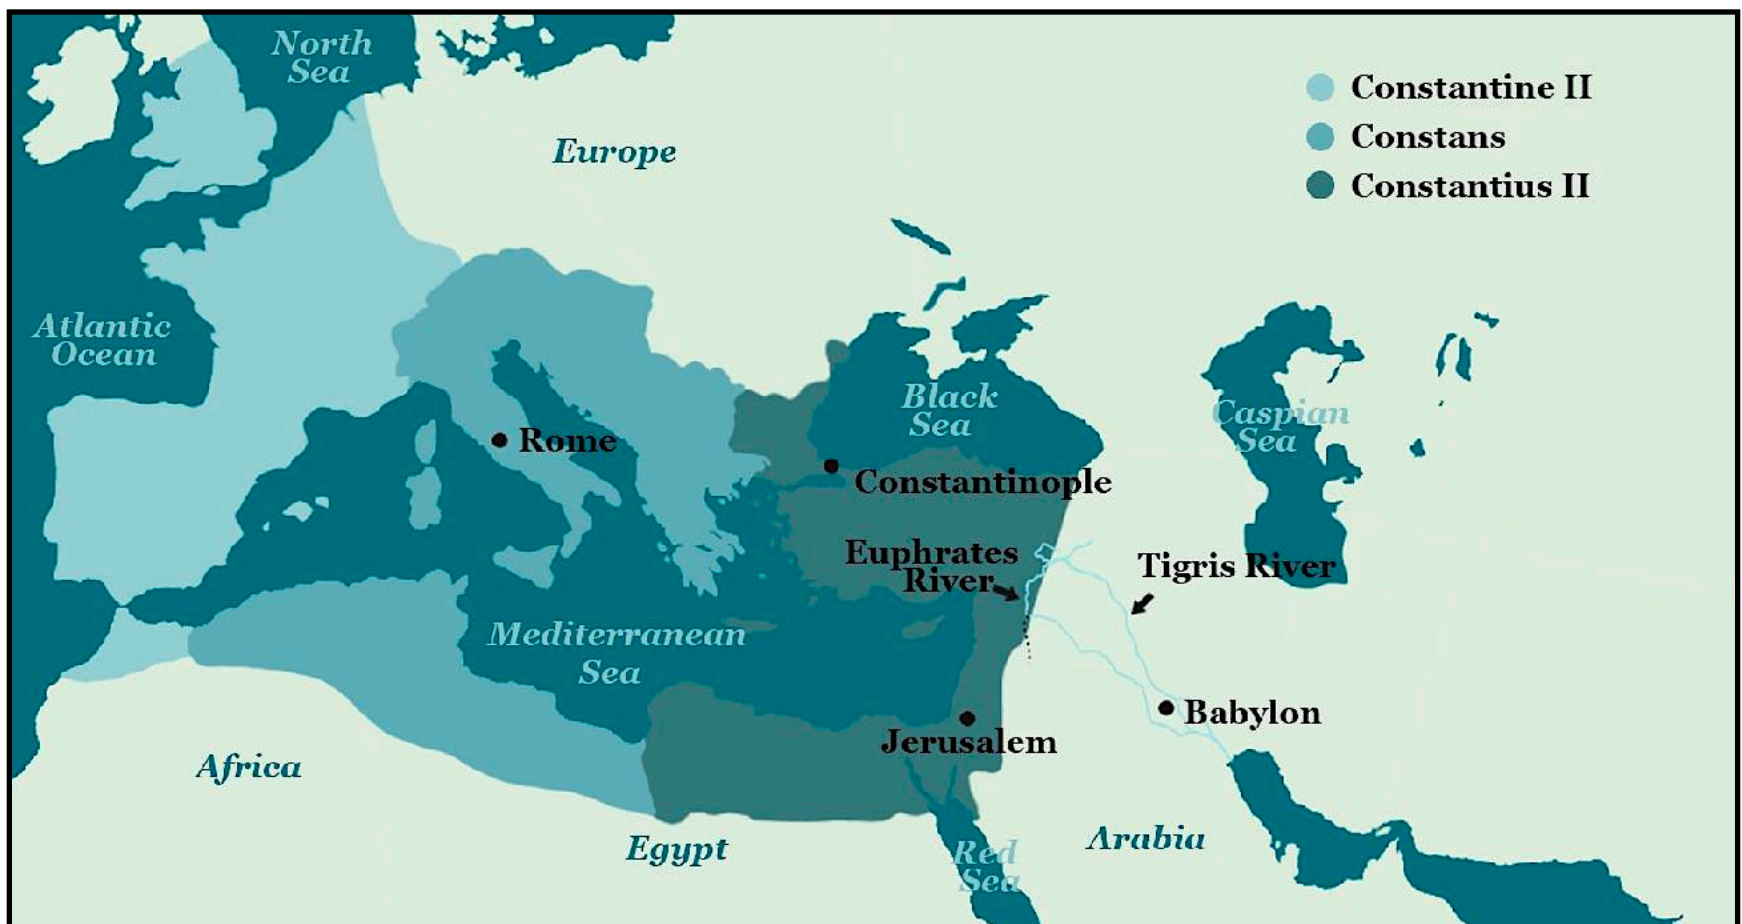 North
Sea
Constantine II
Constans
Constantius II
Europe
Atlantic
Ocean
Black
Sea
Caspian
Sea
Rome
Constantinople
Euphrates
River
Tigris River
Mediterranean
Sea
Babylon
Jerusalem
Africa
Egypt
Arabia
Red
Sea